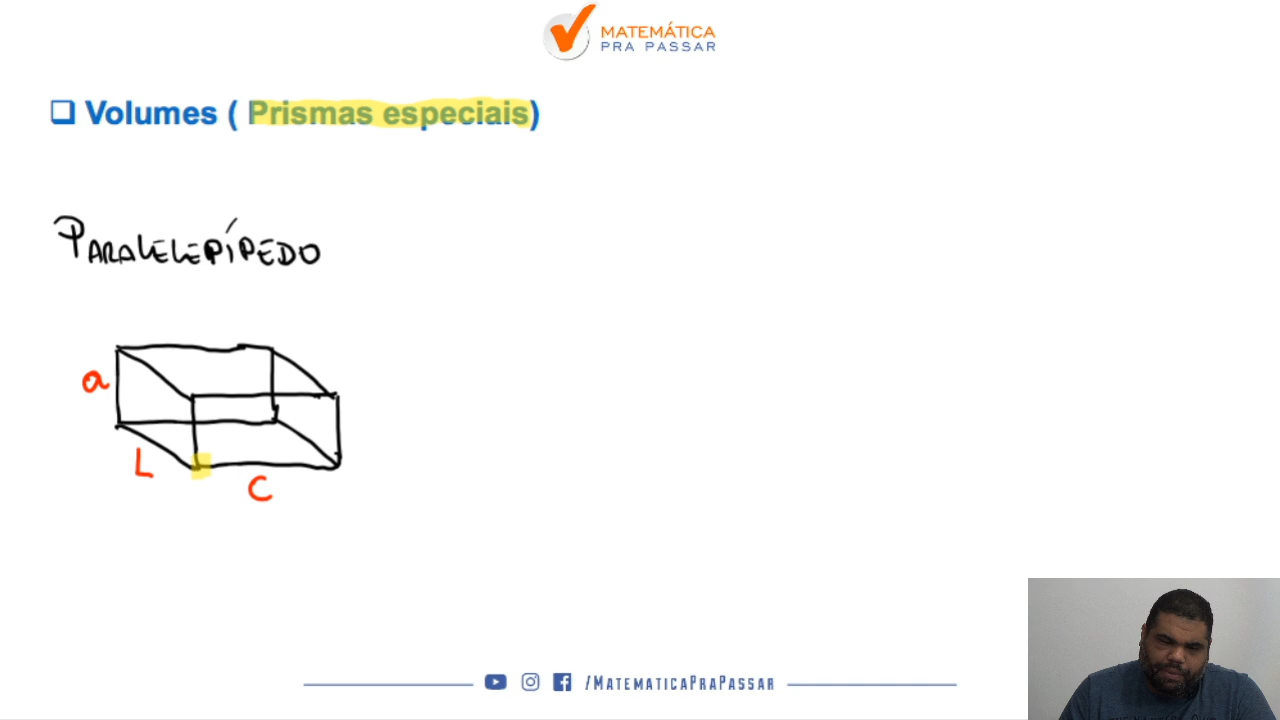 MATEMÁTICA
PRA PASSAR
Volumes ( Prismas especiais)
PARALELEPÍPEDO
a
L
C
/MATEMATICAPRAPASSAR